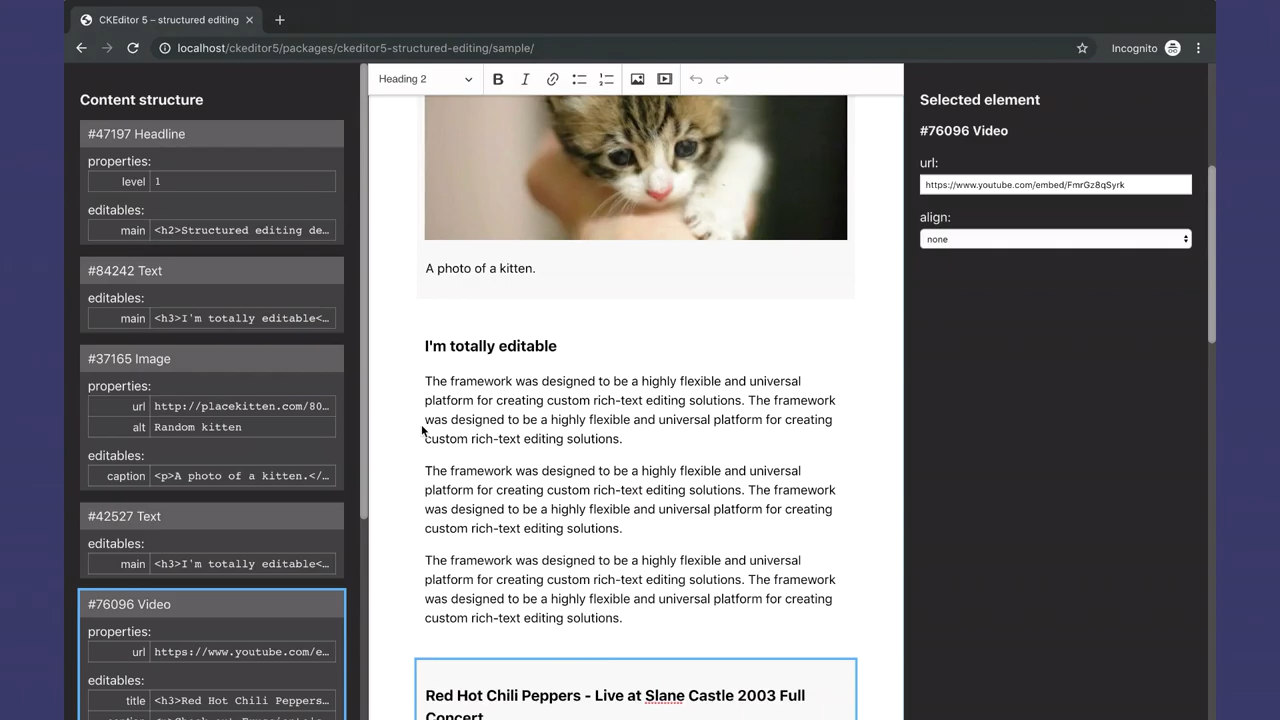 CKEditor 5 – structured editing
localhost/ckeditor5/packages/ckeditor5-structured-editing/sample/
Incognito
Content structure
#47197 Headline
properties:
level 1
editables:
main <h2>Structured editing de…
#84242 Text
editables:
main <h3>I'm totally editable<…
#37165 Image
properties:
url http://placekitten.com/80…
alt Random kitten
editables:
caption <p>A photo of a kitten.</…
#42527 Text
editables:
main <h3>I'm totally editable<…
#76096 Video
properties:
url https://www.youtube.com/e…
editables:
title <h3>Red Hot Chili Peppers…
Heading 2
B I
A photo of a kitten.
I'm totally editable
The framework was designed to be a highly flexible and universal
platform for creating custom rich-text editing solutions. The framework
was designed to be a highly flexible and universal platform for creating
custom rich-text editing solutions.
The framework was designed to be a highly flexible and universal
platform for creating custom rich-text editing solutions. The framework
was designed to be a highly flexible and universal platform for creating
custom rich-text editing solutions.
The framework was designed to be a highly flexible and universal
platform for creating custom rich-text editing solutions. The framework
was designed to be a highly flexible and universal platform for creating
custom rich-text editing solutions.
Red Hot Chili Peppers - Live at Slane Castle 2003 Full
Concert
Selected element
#76096 Video
url:
https://www.youtube.com/embed/FmrGz8qSyrk
align:
none